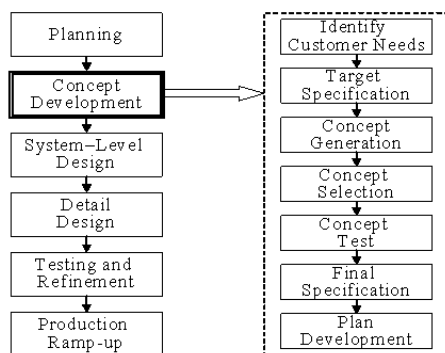 Planning
Concept
Development
System-Level
Design
Detail
Design
Testing and
Refinement
Production
Ramp-up
Identify
Customer Needs
Target
Specification
Concept
Generation
Concept
Selection
Concept
Test
Final
Specification
Plan
Development